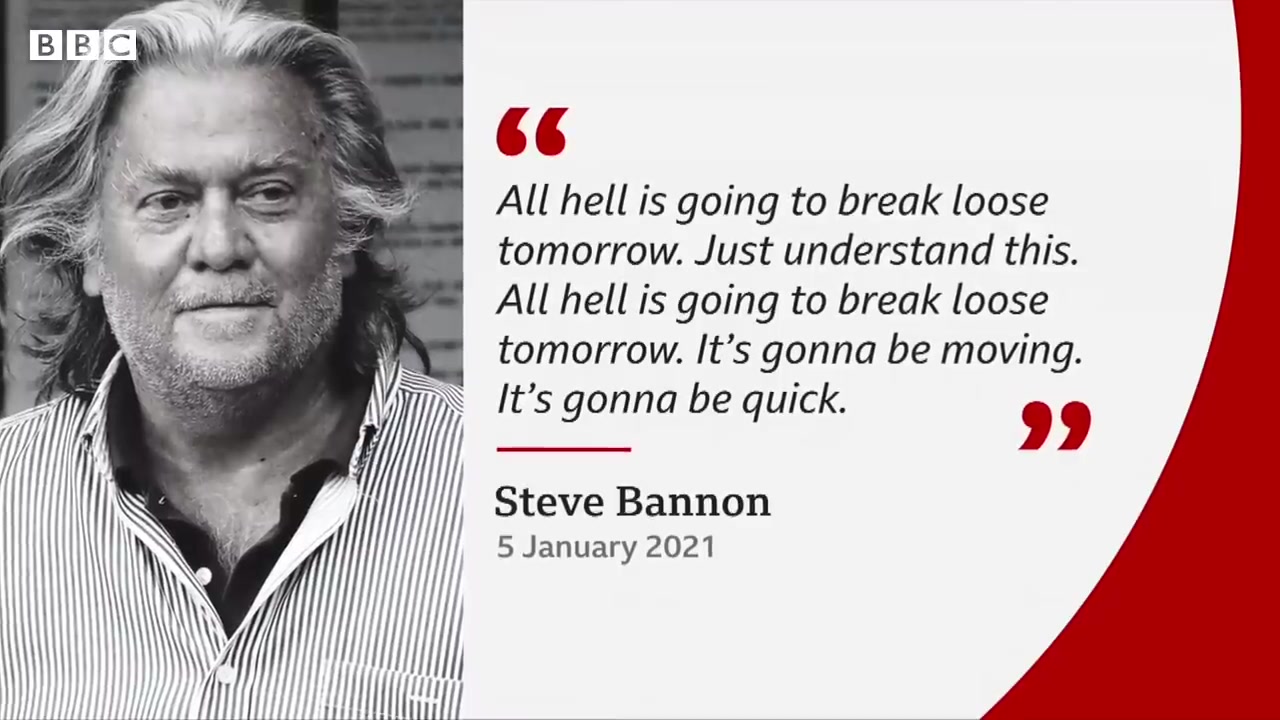 BBC
“
All hell is going to break loose
tomorrow. Just understand this.
All hell is going to break loose
tomorrow. It’s gonna be moving.
It’s gonna be quick.
”
Steve Bannon
5 January 2021